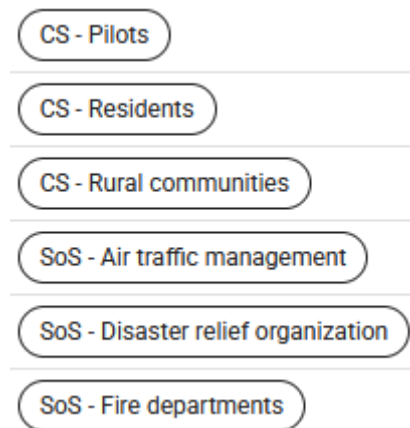 CS - Pilots
CS - Residents
CS - Rural communities
SoS - Air traffic management
SoS - Disaster relief organization
SoS - Fire departments